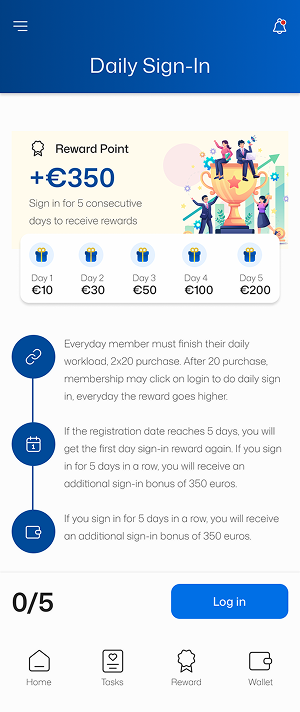 Daily Sign-In
Reward Point
+€350
Sign in for 5 consecutive
days to receive rewards
Day 1 Day 2 Day 3 Day 4 Day 5
€10 €30 €50 €100 €200
Everyday member must finish their daily
workload, 2x20 purchase. After 20 purchase,
membership may click on login to do daily sign
in, everyday the reward goes higher.
If the registration date reaches 5 days, you will
get the first day sign-in reward again. If you sign
in for 5 days in a row, you will receive an
additional sign-in bonus of 350 euros.
If you sign in for 5 days in a row, you will receive
an additional sign-in bonus of 350 euros.
0/5 Log in
Home Tasks Reward Wallet